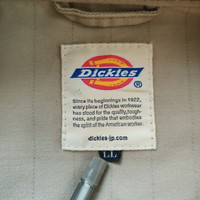 Dickies
®
Since its beginnings in 1922,
every piece of Dickies workwear
has stood for the quality, tough-
ness, and pride that embodies
the spirit of the American worker.
dickies-jp.com
LL